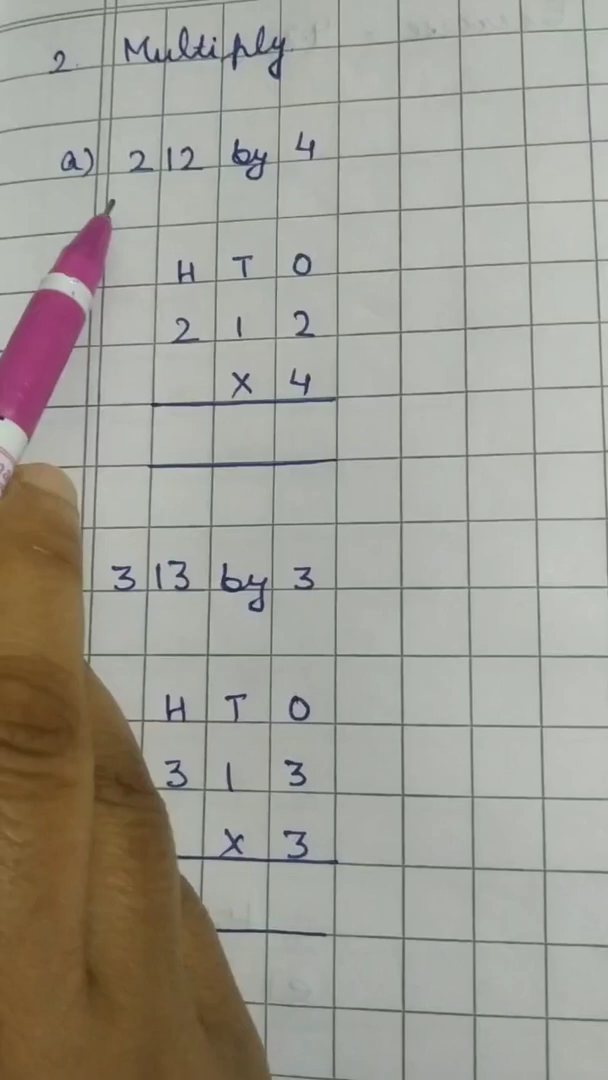 2. Multiply.
a) 212 by 4
H T O
2 1 2
x 4
313 by 3
H T O
3 1 3
x 3